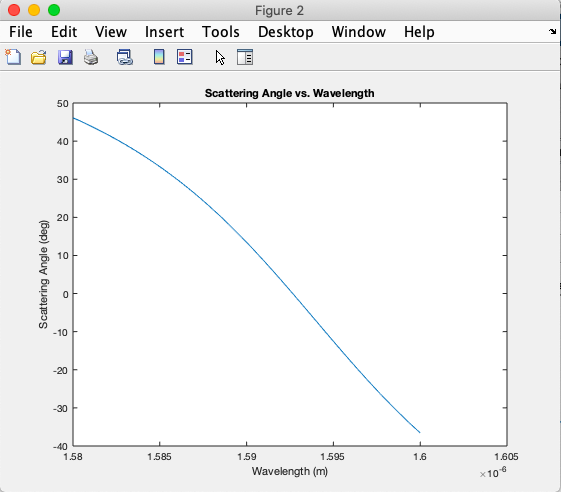 Figure 2
File Edit View Insert Tools Desktop Window Help
Scattering Angle vs. Wavelength
50
40
30
20
10
0
-10
-20
-30
-40
Scattering Angle (deg)
1.58 1.585 1.59 1.595 1.6 1.605
Wavelength (m)
×10⁻⁶